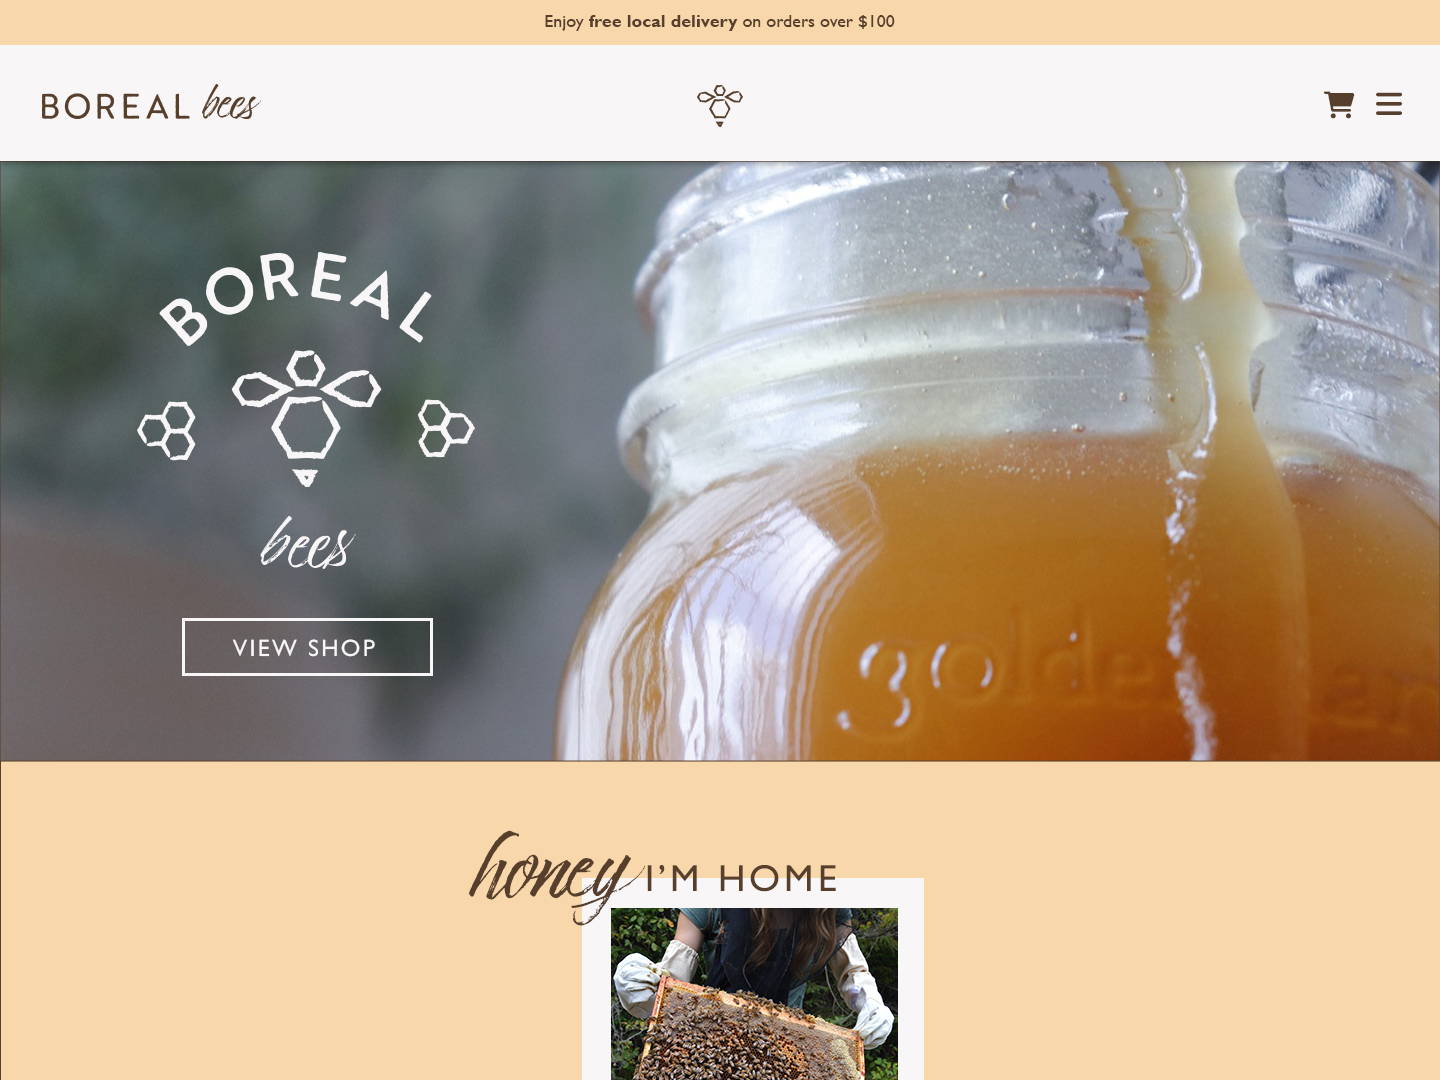 Enjoy free local delivery on orders over $100
BOREAL bees
BOREAL
bees
VIEW SHOP
golde
honey I'M HOME